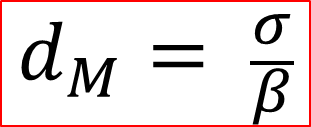 d_M = σ/β